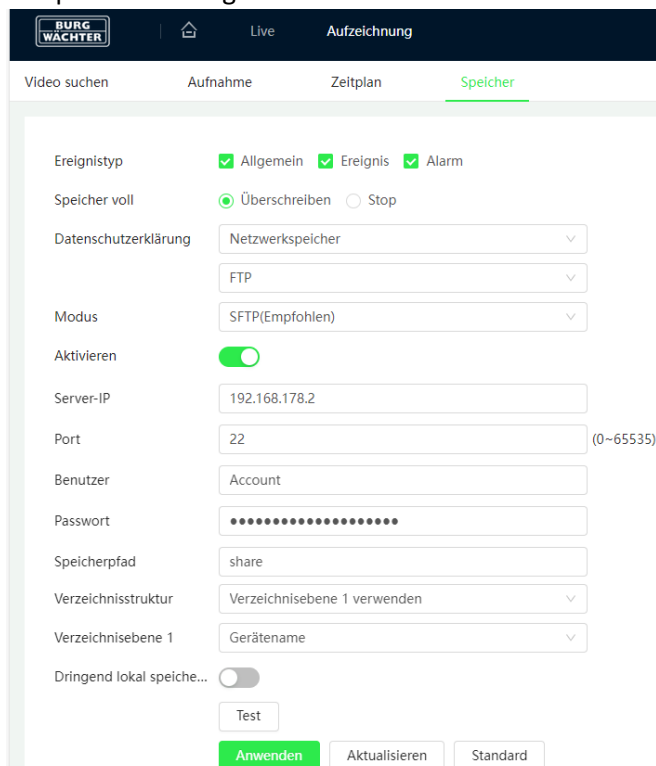 BURG
WÄCHTER
Live Aufzeichnung
Video suchen Aufnahme Zeitplan Speicher
Ereignistyp Allgemein Ereignis Alarm
Speicher voll Überschreiben Stop
Datenschutzerklärung Netzwerkspeicher
FTP
Modus SFTP(Empfohlen)
Aktivieren
Server-IP 192.168.178.2
Port 22 (0~65535)
Benutzer Account
Passwort ••••••••••••••••••••
Speicherpfad share
Verzeichnisstruktur Verzeichnisebene 1 verwenden
Verzeichnisebene 1 Gerätename
Dringend lokal speiche...
Test
Anwenden Aktualisieren Standard